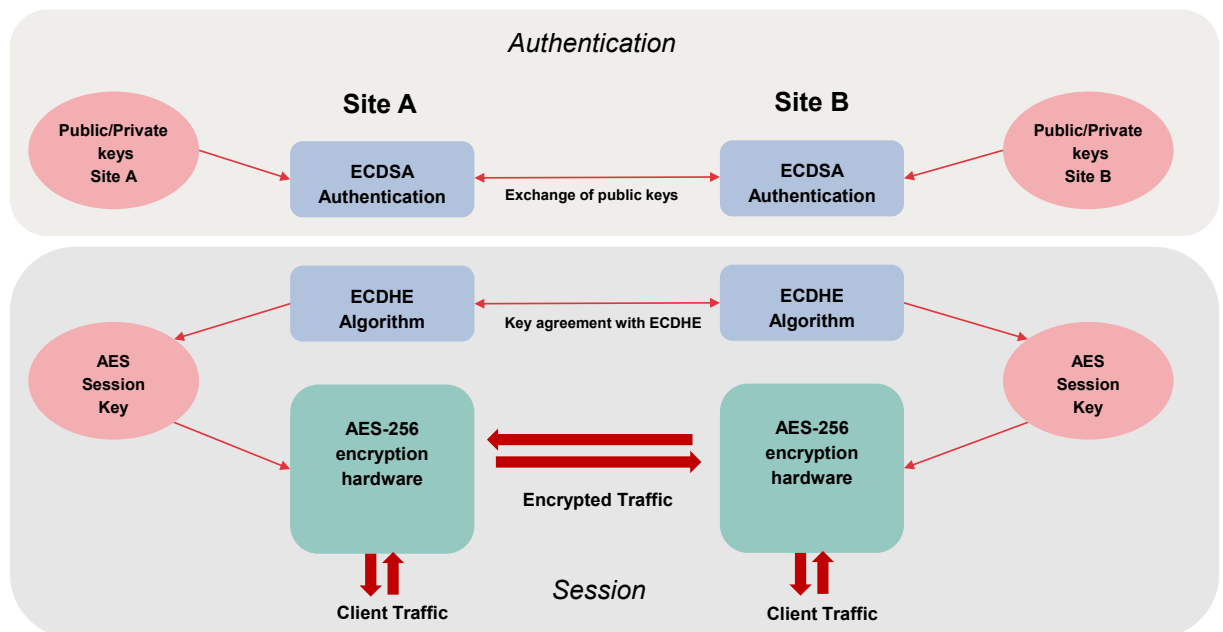 Authentication
Site A
Site B
Public/Private
keys
Site A
ECDSA
Authentication
Exchange of public keys
ECDSA
Authentication
Public/Private
keys
Site B
ECDHE
Algorithm
Key agreement with ECDHE
ECDHE
Algorithm
AES
Session
Key
AES
Session
Key
AES-256
encryption
hardware
AES-256
encryption
hardware
Encrypted Traffic
Session
Client Traffic
Client Traffic